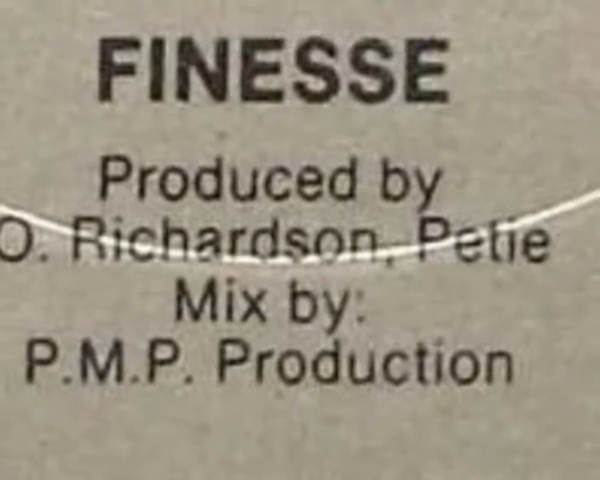 FINESSE
Produced by
O. Richardson, Petie
Mix by:
P.M.P. Production